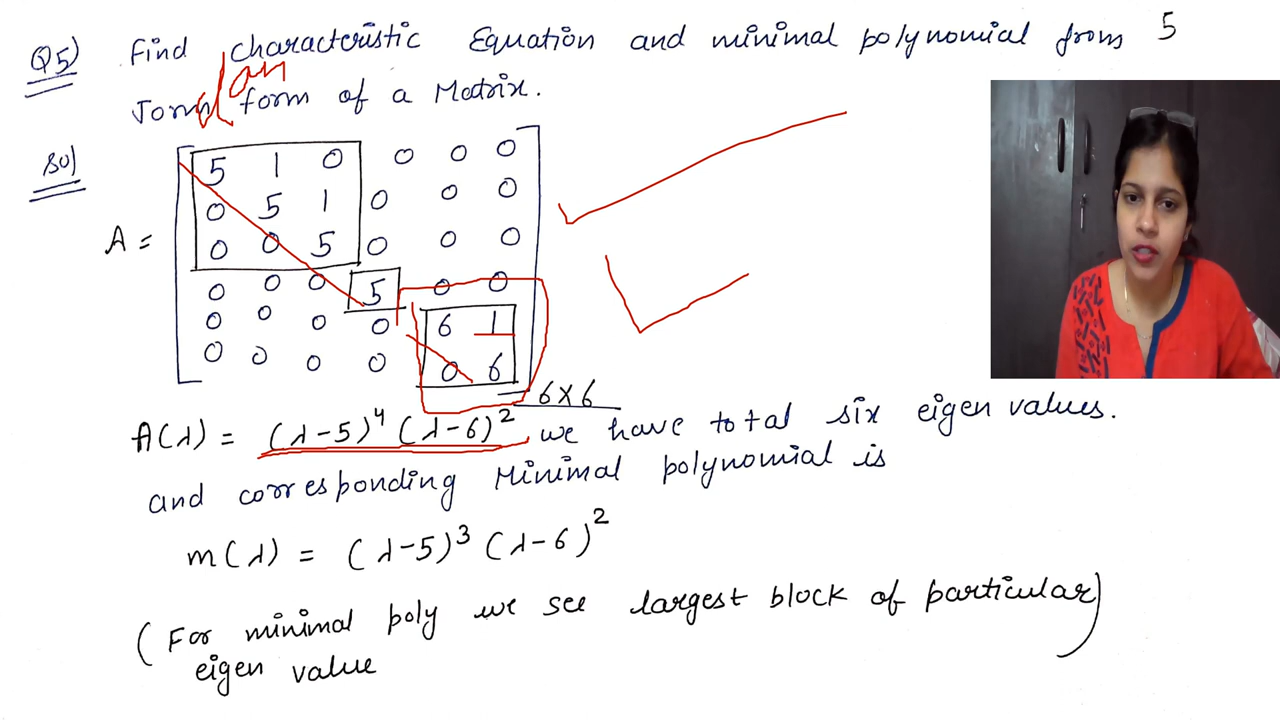 Q5) Find characteristic Equation and minimal polynomial from 5
Jordan form of a Matrix.
Sol
A = [ 5 1 0 0 0 0
0 5 1 0 0 0
0 0 5 0 0 0
0 0 0 5 0 0
0 0 0 0 6 1
0 0 0 0 0 6 ] 6×6
A(λ) = (λ-5)⁴ (λ-6)² we have total six eigen values.
and corresponding Minimal polynomial is
m(λ) = (λ-5)³ (λ-6)²
(For minimal poly we see largest block of particular)
eigen value